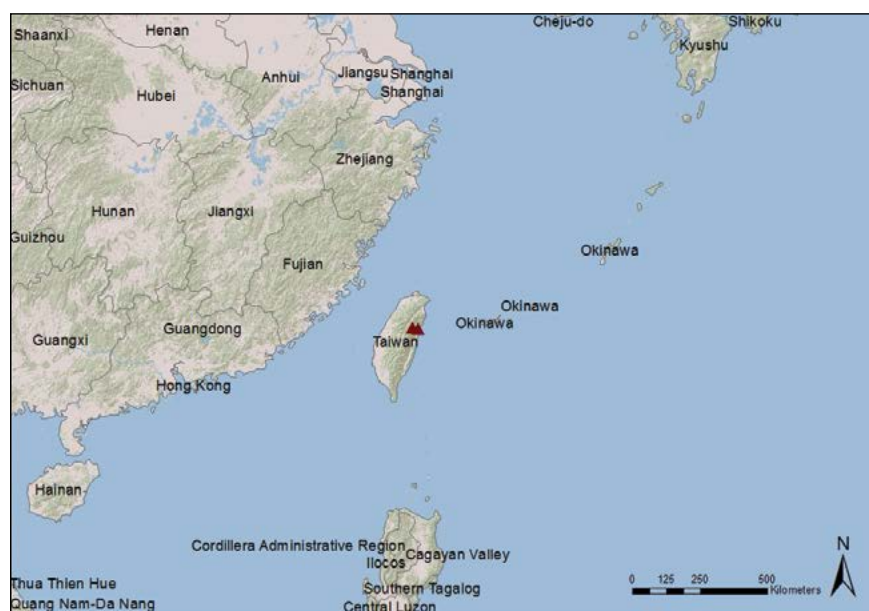 Shaanxi
Henan
Cheju-do
Shikoku
Kyushu
Sichuan
Anhui
Jiangsu
Shanghai
Shanghai
Hubei
Zhejiang
Hunan
Jiangxi
Guizhou
Okinawa
Fujian
Okinawa
Okinawa
Guangdong
Guangxi
Taiwan
Hong Kong
Hainan
Cordillera Administrative Region
Cagayan Valley
Ilocos
Southern Tagalog
Central Luzon
Thua Thien Hue
Quang Nam-Da Nang
N
0 125 250 500
Kilometers